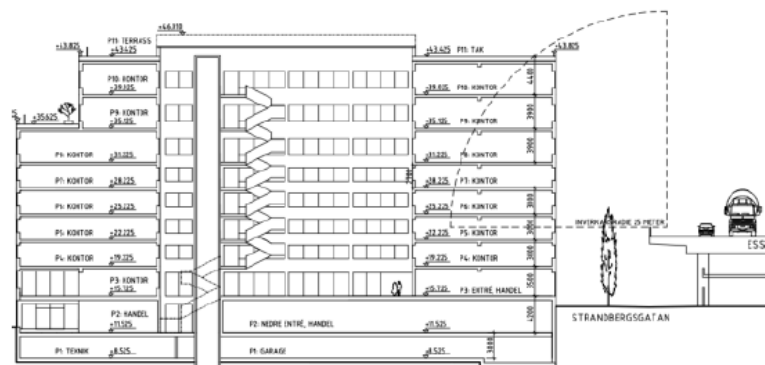 +46.010
P11: TERRASS
+43.825
+43.425
+43.425
P11: TAK
+43.825
P10: KONTOR
+39.025
+39.025
P10: KONTOR
4400
+35.625
P9: KONTOR
+35.125
+35.125
P9: KONTOR
3900
P8: KONTOR
+31.225
+31.225
P8: KONTOR
3900
P7: KONTOR
+28.225
+28.225
P7: KONTOR
P6: KONTOR
+25.225
+25.225
P6: KONTOR
3000
INVERKANSRADIE 25 METER
P5: KONTOR
+22.225
+22.225
P5: KONTOR
3000
ESS
P4: KONTOR
+19.225
+19.225
P4: KONTOR
3000
P3: KONTOR
+15.725
+15.725
P3: ENTRÉ, HANDEL
3500
P2: HANDEL
+11.525
P2: NEDRE ENTRÉ, HANDEL
+11.525
4200
STRANDBERGSGATAN
P1: TEKNIK
+8.525
P1: GARAGE
+8.525
3000